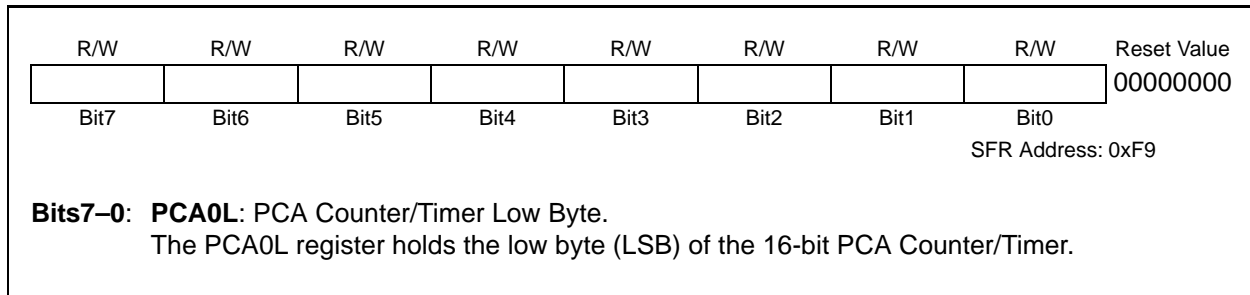 R/W R/W R/W R/W R/W R/W R/W R/W Reset Value
00000000
Bit7 Bit6 Bit5 Bit4 Bit3 Bit2 Bit1 Bit0
SFR Address: 0xF9
Bits7–0: PCA0L: PCA Counter/Timer Low Byte.
The PCA0L register holds the low byte (LSB) of the 16-bit PCA Counter/Timer.